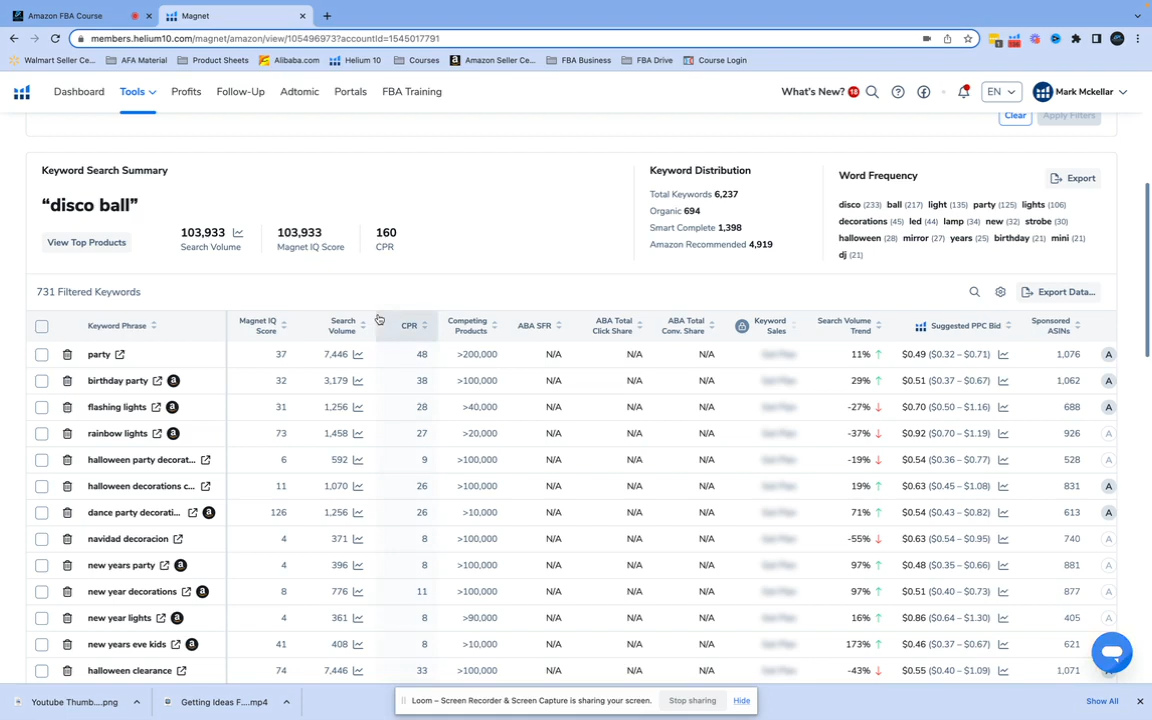 Amazon FBA Course
Magnet
members.helium10.com/magnet/amazon/view/105496973?accountId=1545017791
Walmart Seller Ce...
AFA Material
Product Sheets
Alibaba.com
Helium 10
Courses
Amazon Seller Ce...
FBA Business
FBA Drive
Course Login
Dashboard Tools Profits Follow-Up Adtomic Portals FBA Training
What's New? 18
EN
Mark Mckellar
Clear
Apply Filters
Keyword Search Summary
“disco ball”
View Top Products
103,933
Search Volume
103,933
Magnet IQ Score
160
CPR
Keyword Distribution
Total Keywords 6,237
Organic 694
Smart Complete 1,398
Amazon Recommended 4,919
Word Frequency
Export
disco (233) ball (217) light (135) party (125) lights (106)
decorations (45) led (44) lamp (34) new (32) strobe (30)
halloween (28) mirror (27) years (25) birthday (21) mini (21)
dj (21)
731 Filtered Keywords
Export Data...
Keyword Phrase
Magnet IQ Score
Search Volume
CPR
Competing Products
ABA SFR
ABA Total Click Share
ABA Total Conv. Share
Keyword Sales
Search Volume Trend
Suggested PPC Bid
Sponsored ASINs
party 37 7,446 48 >200,000 N/A N/A N/A 11% $0.49 ($0.32 – $0.71) 1,076 A
birthday party 32 3,179 38 >100,000 N/A N/A N/A 29% $0.51 ($0.37 – $0.67) 1,062 A
flashing lights 31 1,256 28 >40,000 N/A N/A N/A -27% $0.70 ($0.50 – $1.16) 688 A
rainbow lights 73 1,458 27 >20,000 N/A N/A N/A -37% $0.92 ($0.70 – $1.19) 926 A
halloween party decorat... 6 592 9 >100,000 N/A N/A N/A -19% $0.54 ($0.36 – $0.77) 528 A
halloween decorations c... 11 1,070 26 >100,000 N/A N/A N/A 19% $0.63 ($0.45 – $1.08) 831 A
dance party decorati... 126 1,256 26 >10,000 N/A N/A N/A 71% $0.54 ($0.43 – $0.82) 613 A
navidad decoracion 4 371 8 >100,000 N/A N/A N/A -55% $0.63 ($0.54 – $0.95) 740 A
new years party 4 396 8 >100,000 N/A N/A N/A 97% $0.48 ($0.35 – $0.66) 881 A
new year decorations 8 776 11 >100,000 N/A N/A N/A 97% $0.51 ($0.40 – $0.73) 877 A
new year lights 4 361 8 >90,000 N/A N/A N/A 16% $0.86 ($0.64 – $1.30) 405 A
new years eve kids 41 408 8 >10,000 N/A N/A N/A 173% $0.46 ($0.37 – $0.67) 621
halloween clearance 74 7,446 33 >100,000 N/A N/A N/A -43% $0.55 ($0.40 – $1.09) 1,071
Youtube Thumb....png
Getting Ideas F....mp4
Loom – Screen Recorder & Screen Capture is sharing your screen.
Stop sharing
Hide
Show All